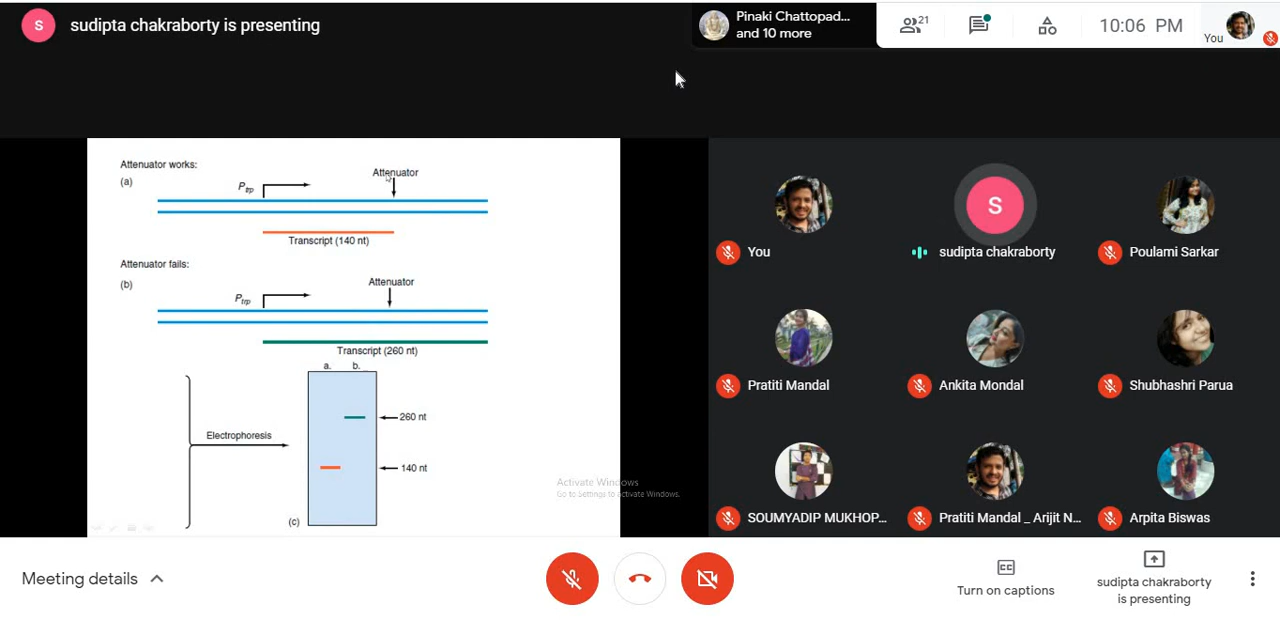 S
sudipta chakraborty is presenting
Pinaki Chattopad...
and 10 more
21
10:06 PM
You
Attenuator works:
(a)
Ptrp
Attenuator
Transcript (140 nt)
Attenuator fails:
(b)
Ptrp
Attenuator
Transcript (260 nt)
a. b.
260 nt
Electrophoresis
140 nt
(c)
Activate Windows
Go to Settings to activate Windows.
You
S
sudipta chakraborty
Poulami Sarkar
Pratiti Mandal
Ankita Mondal
Shubhashri Parua
SOUMYADIP MUKHOP...
Pratiti Mandal _ Arijit N...
Arpita Biswas
Meeting details
CC
Turn on captions
sudipta chakraborty
is presenting